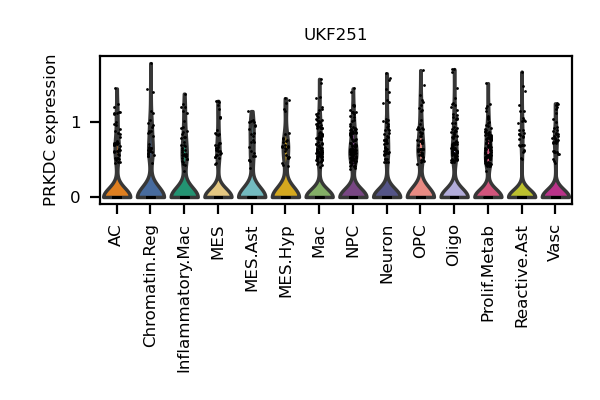 UKF251
PRKDC expression
1
0
AC
Chromatin.Reg
Inflammatory.Mac
MES
MES.Ast
MES.Hyp
Mac
NPC
Neuron
OPC
Oligo
Prolif.Metab
Reactive.Ast
Vasc